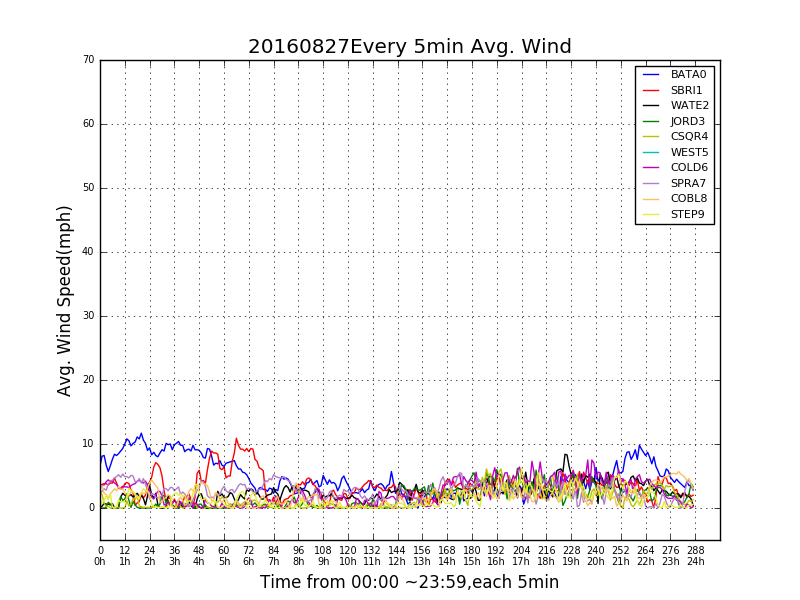 20160827Every 5min Avg. Wind
70
60
50
40
30
20
10
0
Avg. Wind Speed(mph)
BATA0
SBRI1
WATE2
JORD3
CSQR4
WEST5
COLD6
SPRA7
COBL8
STEP9
0 12 24 36 48 60 72 84 96 108 120 132 144 156 168 180 192 204 216 228 240 252 264 276 288
0h 1h 2h 3h 4h 5h 6h 7h 8h 9h 10h 11h 12h 13h 14h 15h 16h 17h 18h 19h 20h 21h 22h 23h 24h
Time from 00:00 ~23:59,each 5min